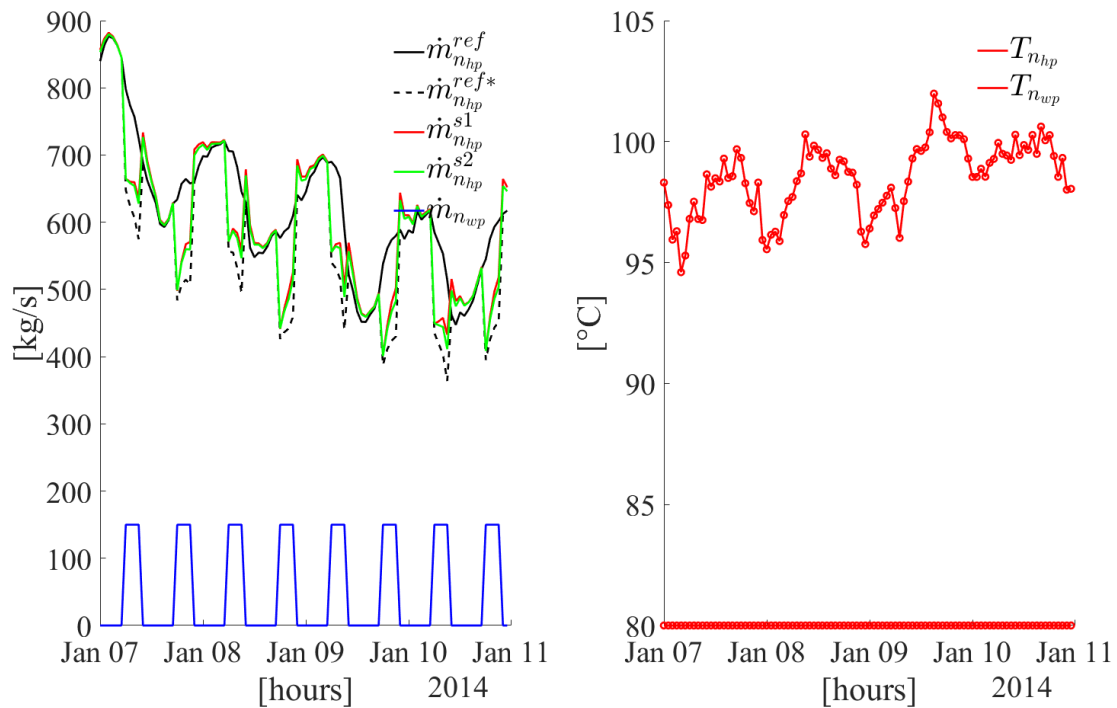 900
800
700
600
500
400
300
200
100
0
[kg/s]
Jan 07 Jan 08 Jan 09 Jan 10 Jan 11
[hours] 2014
ṁ_{n_{hp}}^{ref}
ṁ_{n_{hp}}^{ref*}
ṁ_{n_{hp}}^{s1}
ṁ_{n_{hp}}^{s2}
ṁ_{n_{wp}}
105
100
95
90
85
80
[°C]
Jan 07 Jan 08 Jan 09 Jan 10 Jan 11
[hours] 2014
T_{n_{hp}}
T_{n_{wp}}